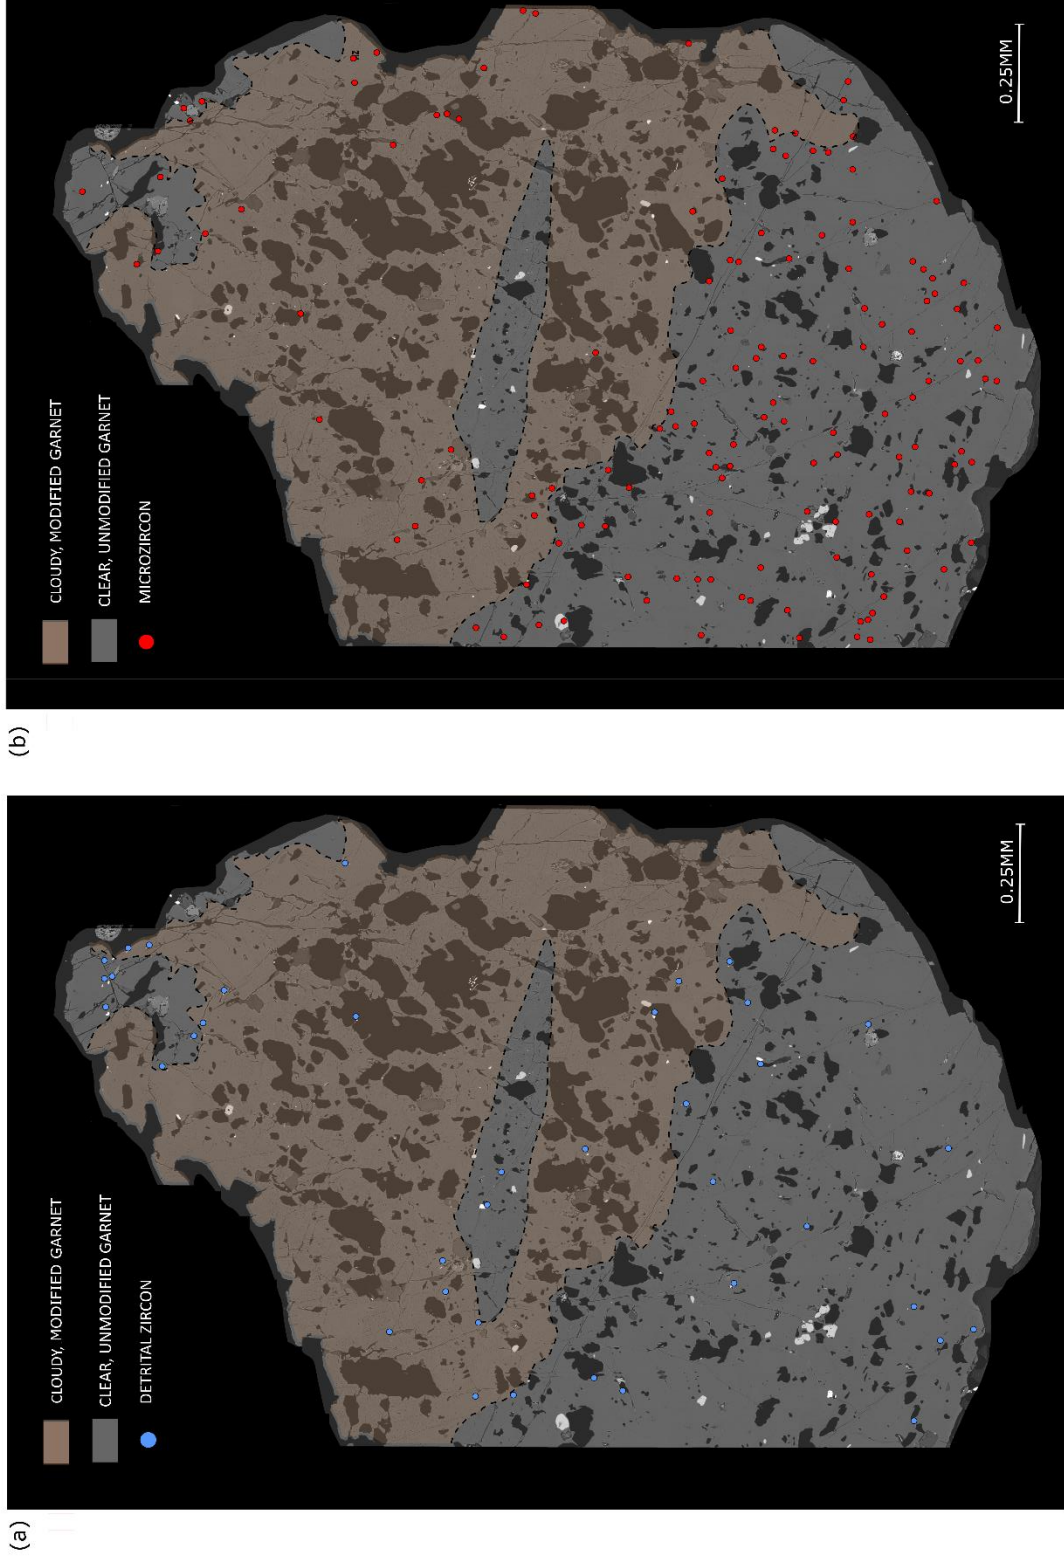 (a)
CLOUDY, MODIFIED GARNET
CLEAR, UNMODIFIED GARNET
DETRITAL ZIRCON
0.25MM
(b)
CLOUDY, MODIFIED GARNET
CLEAR, UNMODIFIED GARNET
MICROZIRCON
0.25MM